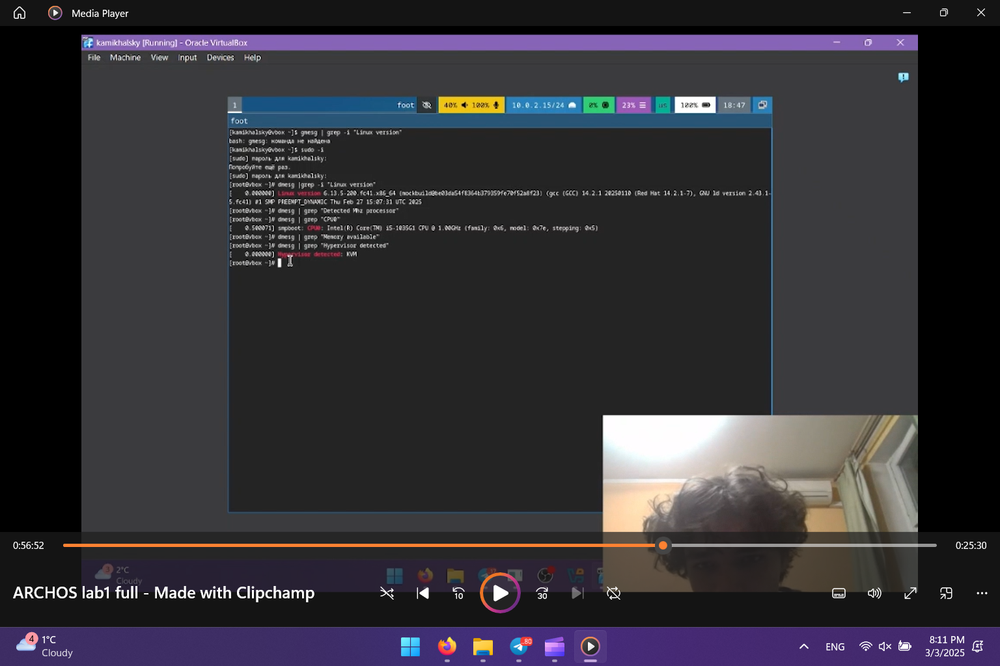 Media Player
kamikhalsky [Running] - Oracle VirtualBox
File Machine View Input Devices Help
1 foot 40% 100% 10.0.2.15/24 0% 23% us 100% 18:47
foot
[kamikhalsky@vbox ~]$ gmesg | grep -i "Linux version"
bash: gmesg: команда не найдена
[kamikhalsky@vbox ~]$ sudo -i
[sudo] пароль для kamikhalsky:
Попробуйте ещё раз.
[sudo] пароль для kamikhalsky:
[root@vbox ~]# dmesg |grep -i "Linux version"
[    0.000000] Linux version 6.13.5-200.fc41.x86_64 (mockbuild@be03da54f8364b379359fe70f52a8f23) (gcc (GCC) 14.2.1 20250110 (Red Hat 14.2.1-7), GNU ld version 2.43.1-
5.fc41) #1 SMP PREEMPT_DYNAMIC Thu Feb 27 15:07:31 UTC 2025
[root@vbox ~]# dmesg | grep "Detected Mhz processor"
[root@vbox ~]# dmesg | grep "CPU0"
[    0.500071] smpboot: CPU0: Intel(R) Core(TM) i5-1035G1 CPU @ 1.00GHz (family: 0x6, model: 0x7e, stepping: 0x5)
[root@vbox ~]# dmesg | grep "Memory available"
[root@vbox ~]# dmesg | grep "Hypervisor detected"
[    0.000000] Hypervisor detected: KVM
[root@vbox ~]#
0:56:52 0:25:30
3 2°C
Cloudy
ARCHOS lab1 full - Made with Clipchamp
10 30
4 1°C
Cloudy
..80
ENG
8:11 PM
3/3/2025